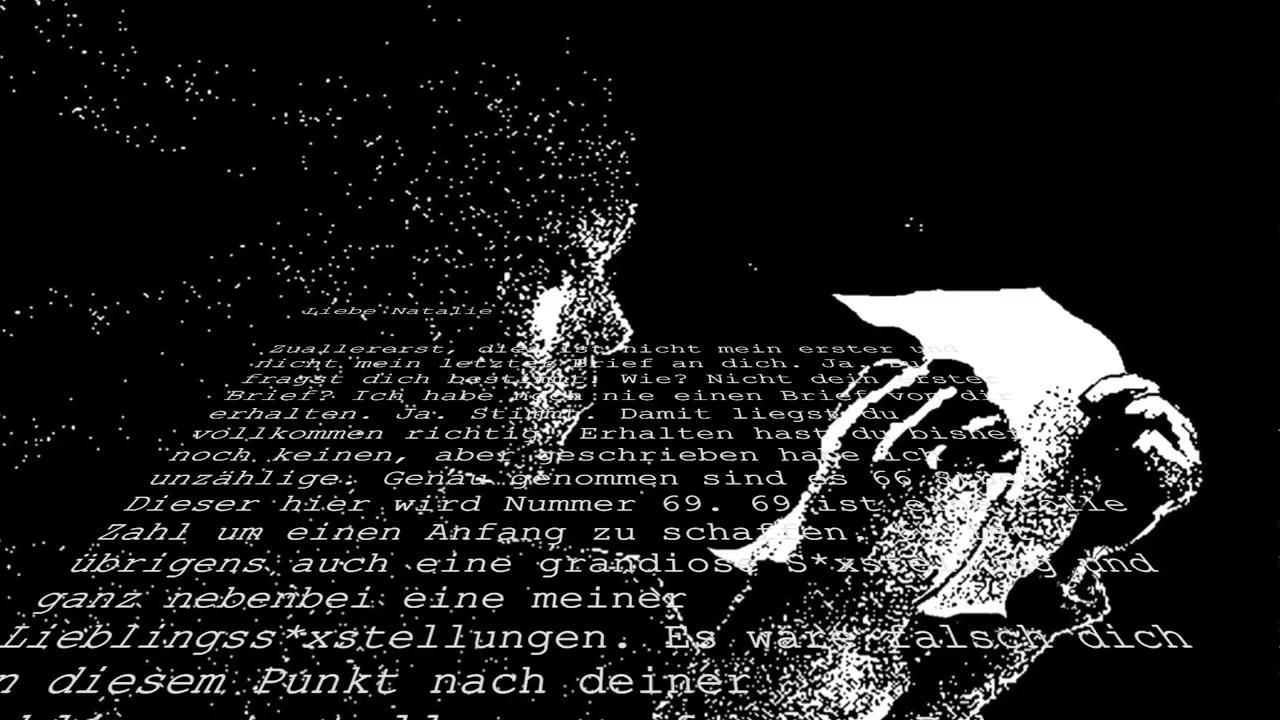 Liebe Natalie
Zuallererst, dies ist nicht mein erster und
nicht mein letzter Brief an dich. Ja. Du
fragst dich bestimmt: Wie? Nicht dein erster
Brief? Ich habe noch nie einen Brief von dir
erhalten. Ja. Stimmt. Damit liegst du
vollkommen richtig. Erhalten hast du bisher
noch keinen, aber geschrieben habe ich
unzählige. Genau genommen sind es 66
Dieser hier wird Nummer 69. 69 ist
Zahl um einen Anfang zu schaffen.
übrigens auch eine grandiose S*xstellung und
ganz nebenbei eine meiner
Lieblingss*xstellungen. Es wäre falsch dich
diesem Punkt nach deiner